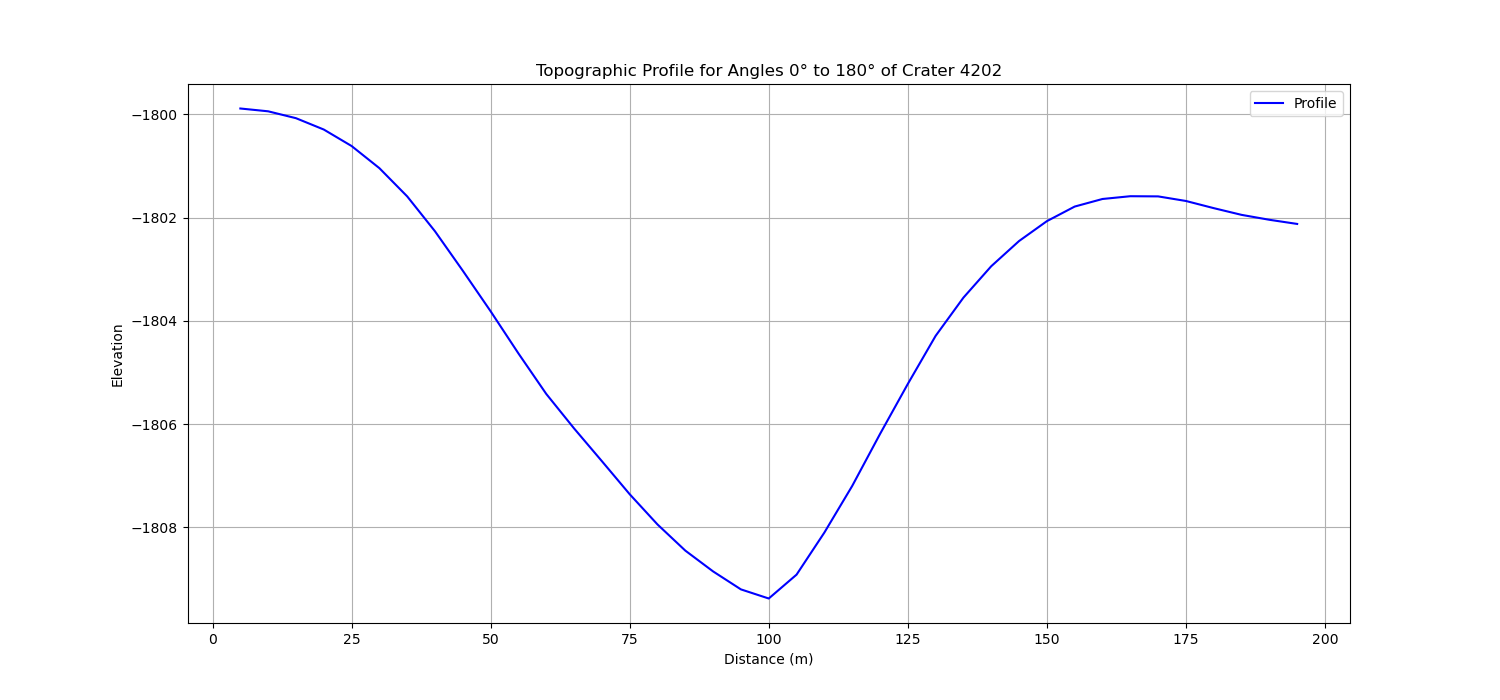 Topographic Profile for Angles 0° to 180° of Crater 4202
Profile
−1800
−1802
−1804
−1806
−1808
Elevation
0 25 50 75 100 125 150 175 200
Distance (m)